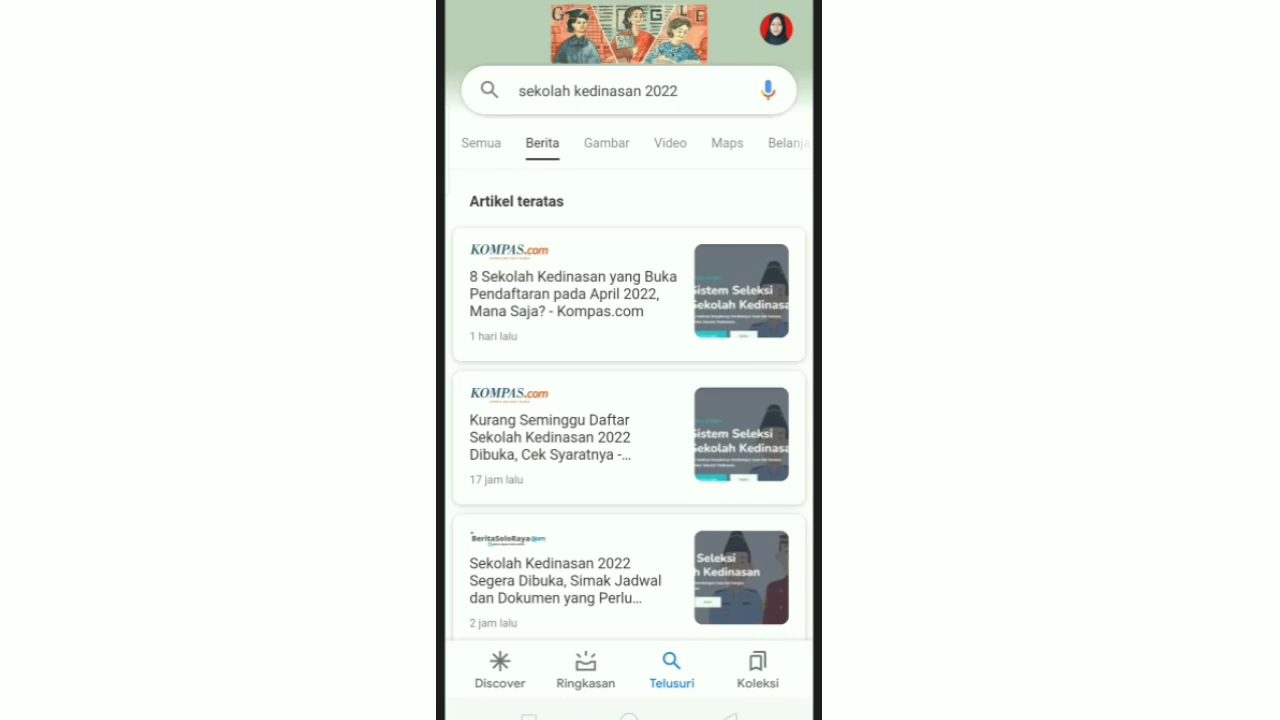 G G L E
sekolah kedinasan 2022
Semua Berita Gambar Video Maps Belanja
Artikel teratas
KOMPAS.com
8 Sekolah Kedinasan yang Buka
Pendaftaran pada April 2022,
Mana Saja? - Kompas.com
1 hari lalu
Sistem Seleksi
Sekolah Kedinasa
KOMPAS.com
Kurang Seminggu Daftar
Sekolah Kedinasan 2022
Dibuka, Cek Syaratnya -...
17 jam lalu
Sistem Seleksi
Sekolah Kedinasa
BeritaSoloRaya.com
Sekolah Kedinasan 2022
Segera Dibuka, Simak Jadwal
dan Dokumen yang Perlu...
2 jam lalu
Seleksi
h Kedinasan
Discover Ringkasan Telusuri Koleksi